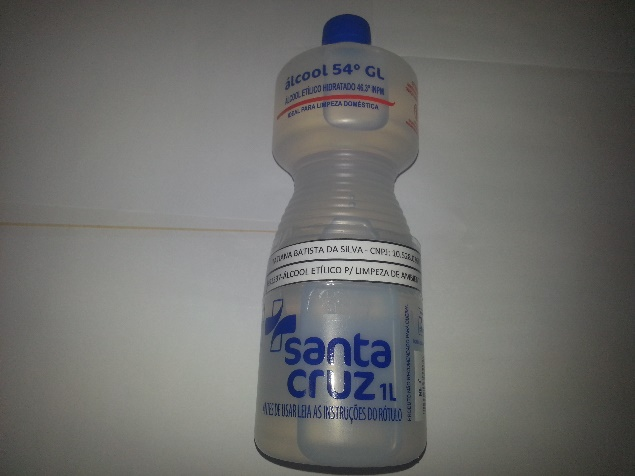 álcool 54° GL
ÁLCOOL ETÍLICO HIDRATADO 46,3° INPM
IDEAL PARA LIMPEZA DOMÉSTICA
BATISTA DA SILVA - CNPJ:
ÁLCOOL ETÍLICO P/ LIMPEZA DE
santa
cruz 1L
ANTES DE USAR LEIA AS INSTRUÇÕES DO RÓTULO